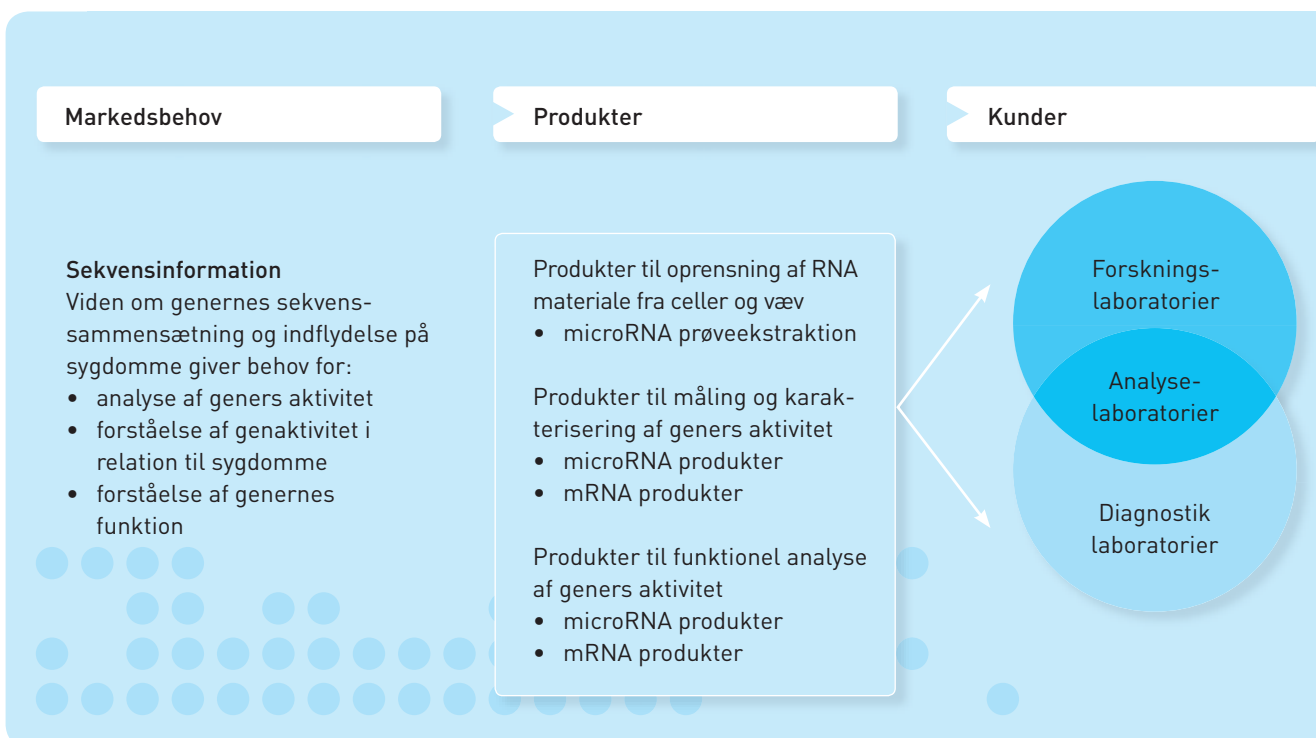 Markedsbehov
Produkter
Kunder
Sekvensinformation
Viden om genernes sekvens-
sammensætning og indflydelse på
sygdomme giver behov for:
• analyse af geners aktivitet
• forståelse af genaktivitet i
relation til sygdomme
• forståelse af genernes
funktion
Produkter til oprensning af RNA
materiale fra celler og væv
• microRNA prøveekstraktion
Produkter til måling og karak-
terisering af geners aktivitet
• microRNA produkter
• mRNA produkter
Produkter til funktionel analyse
af geners aktivitet
• microRNA produkter
• mRNA produkter
Forsknings-
laboratorier
Analyse-
laboratorier
Diagnostik
laboratorier